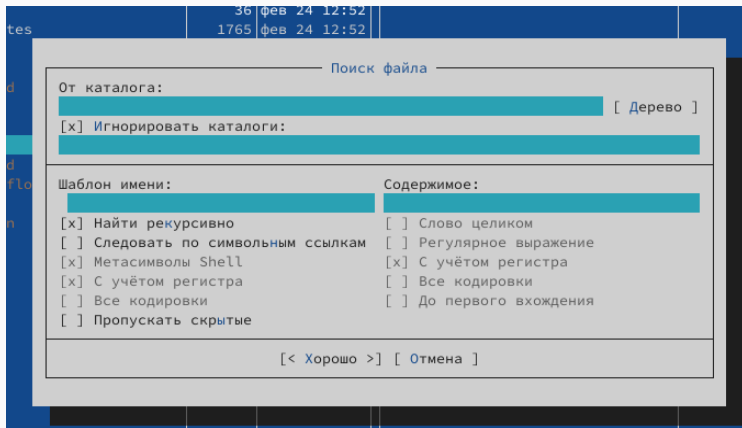 36 фев 24 12:52
tes 1765 фев 24 12:52
Поиск файла
От каталога:
d
[ Дерево ]
[x] Игнорировать каталоги:
d
flo Шаблон имени: Содержимое:
n [x] Найти рекурсивно [ ] Слово целиком
[ ] Следовать по символьным ссылкам [ ] Регулярное выражение
[x] Метасимволы Shell [x] С учётом регистра
[x] С учётом регистра [ ] Все кодировки
[ ] Все кодировки [ ] До первого вхождения
[ ] Пропускать скрытые
[< Хорошо >] [ Отмена ]